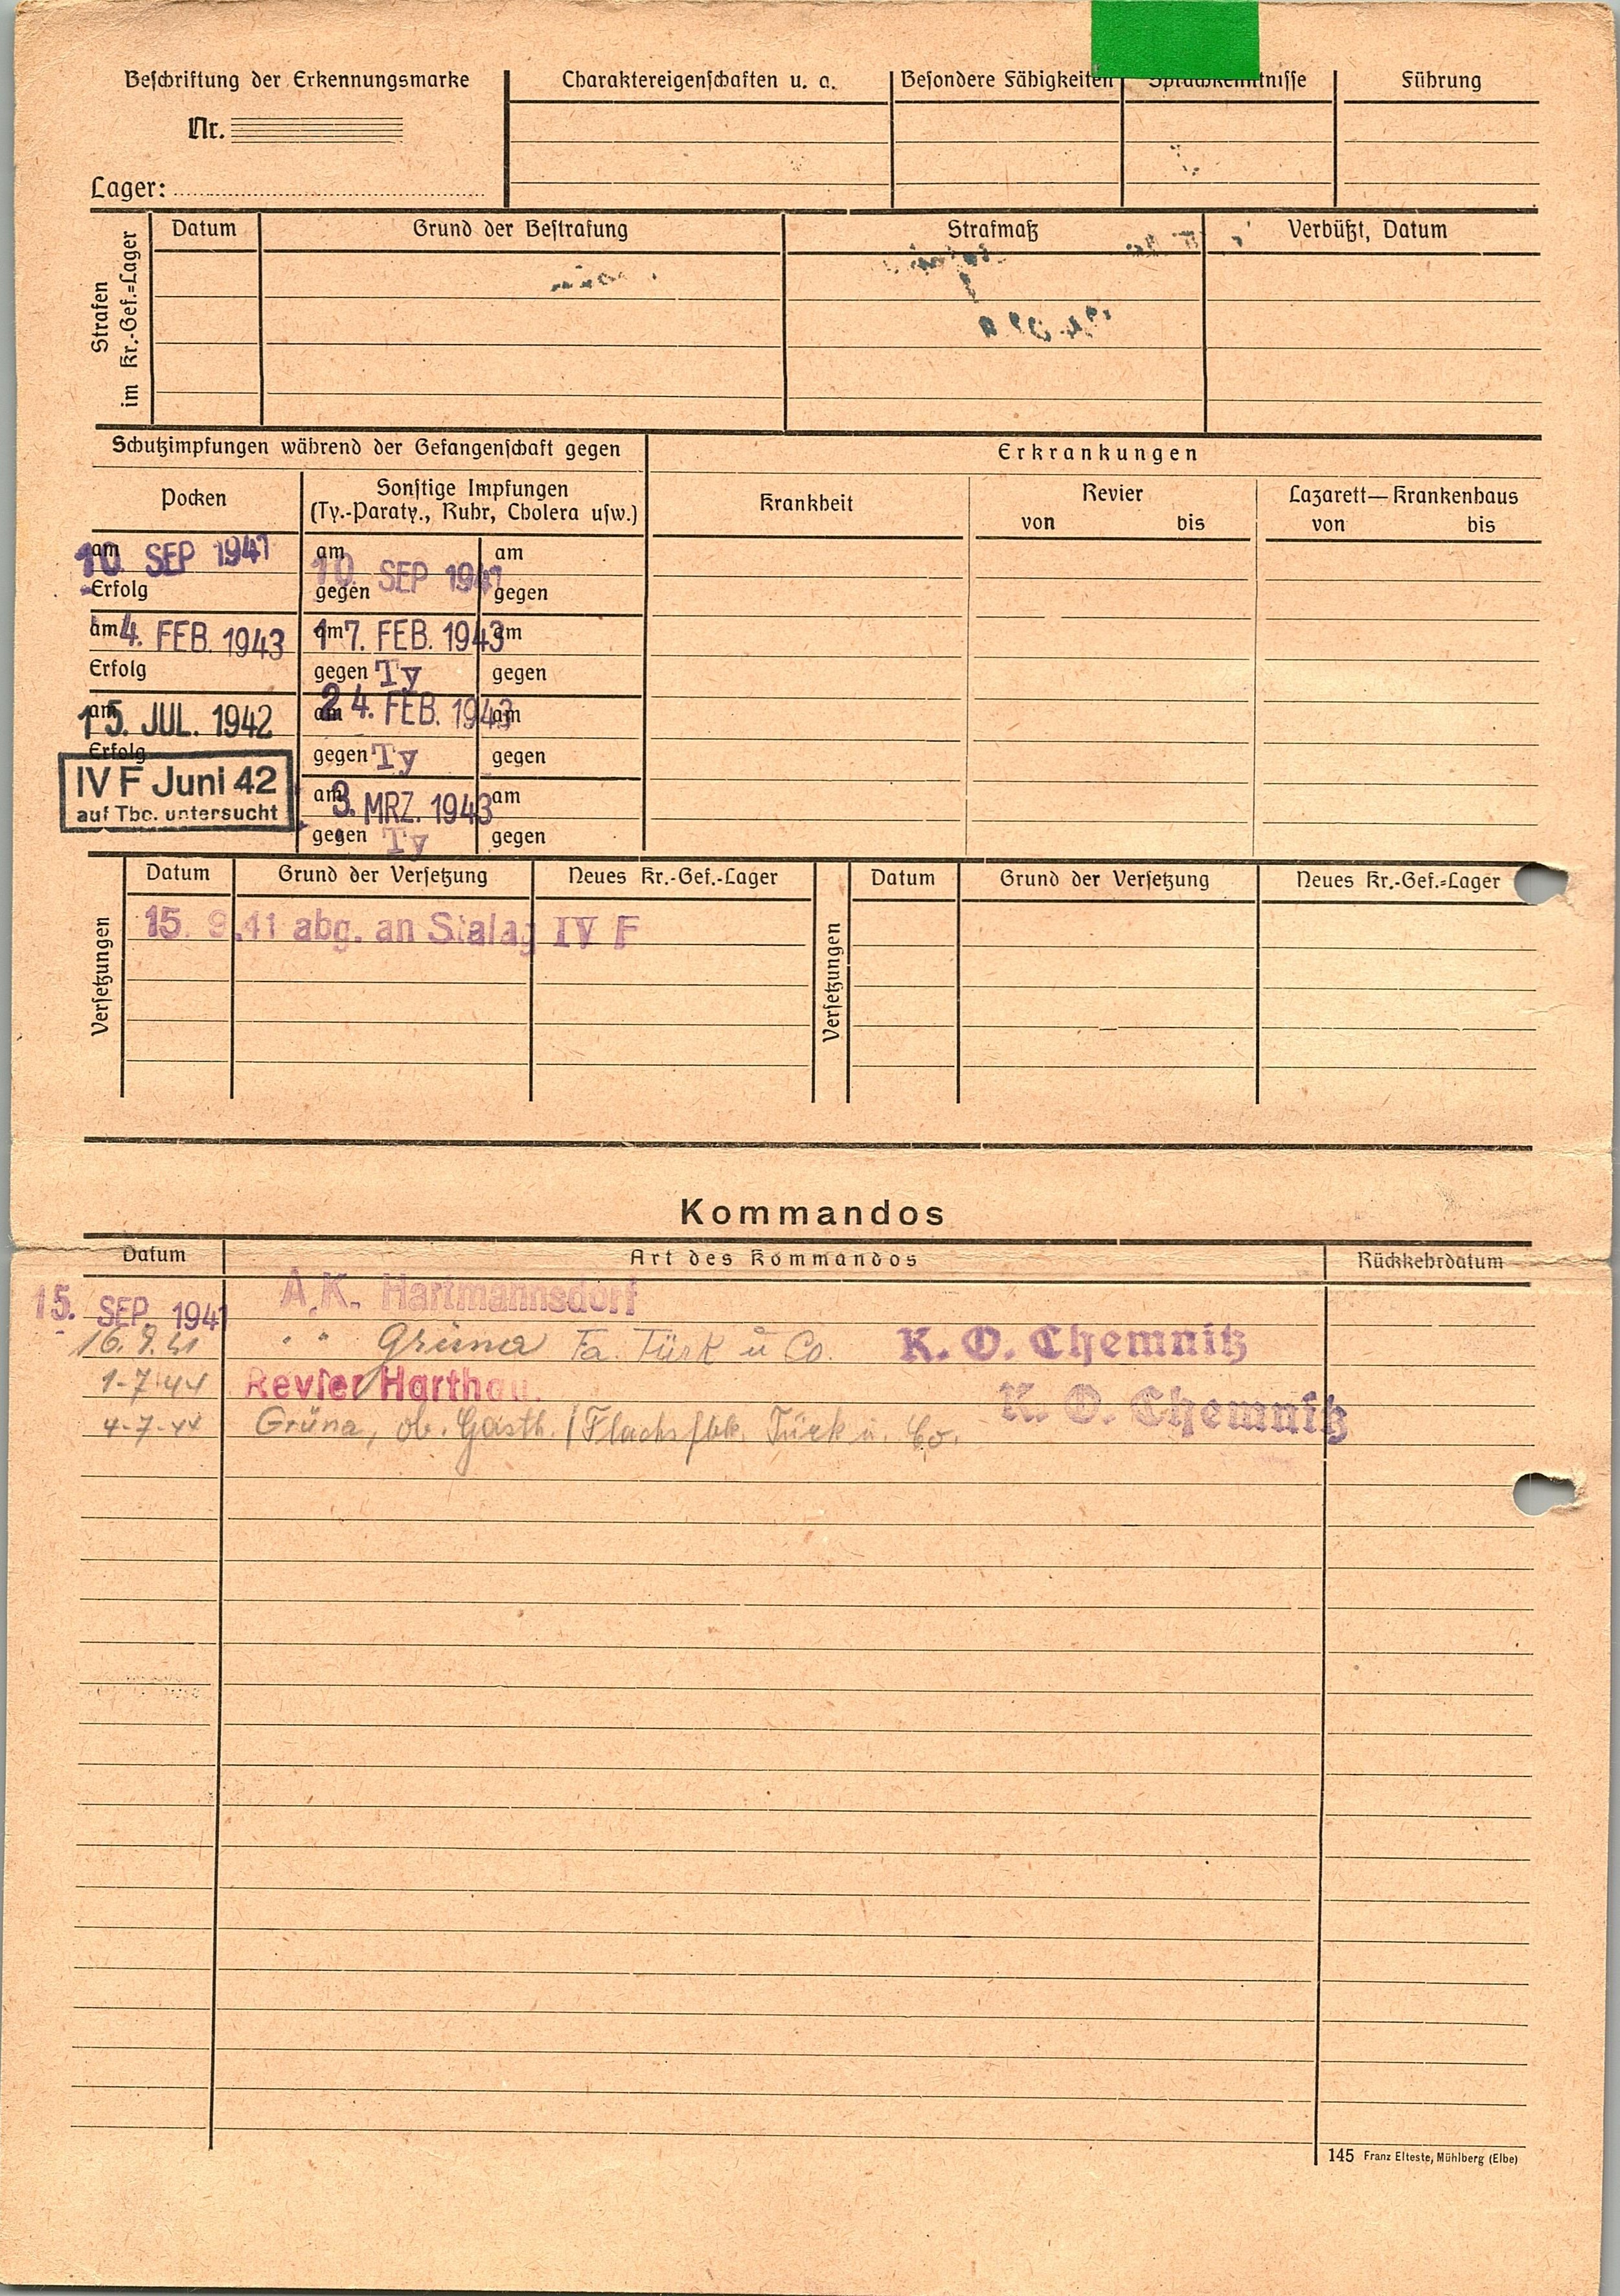 Beschriftung der Erkennungsmarke
Nr.
Lager:
Charaktereigenschaften u. a.
Besondere Fähigkeiten
Sprachkenntnisse
Führung
Strafen
im Kr.-Gef.=Lager
Datum
Grund der Bestrafung
Strafmaß
Verbüßt, Datum
Schutzimpfungen während der Gefangenschaft gegen
Erkrankungen
Pocken
Sonstige Impfungen
(Ty.-Paraty., Ruhr, Cholera usw.)
Krankheit
Revier
von bis
Lazarett—Krankenhaus
von bis
am 10. SEP 1941
Erfolg
am 10 SEP 1941
gegen
am
gegen
am 4. FEB. 1943
Erfolg
am 17. FEB. 1943
gegen Ty
am
gegen
am 15. JUL. 1942
Erfolg
am 24. FEB. 1943
gegen Ty
am
gegen
IV F Juni 42
auf Tbc. untersucht
am 3. MRZ. 1943
gegen Ty
am
gegen
Versetzungen
Datum
Grund der Versetzung
Neues Kr.-Gef.-Lager
15. 9.41 abg. an Stalag IV F
Versetzungen
Datum
Grund der Versetzung
Neues Kr.-Gef.=Lager
Kommandos
Datum
Art des Kommandos
Rückkehrdatum
15. SEP. 1941 A.K. Hartmannsdorf
16.9.41 " " Grüna Fa. Türk u Co. K. O. Chemnitz
1-7-44 Revier Harthau.
4-7-44 Grüna, ob. Gasth. / Flachsfbk. Türk u. Co. K. O. Chemnitz
145 Franz Elteste, Mühlberg (Elbe)